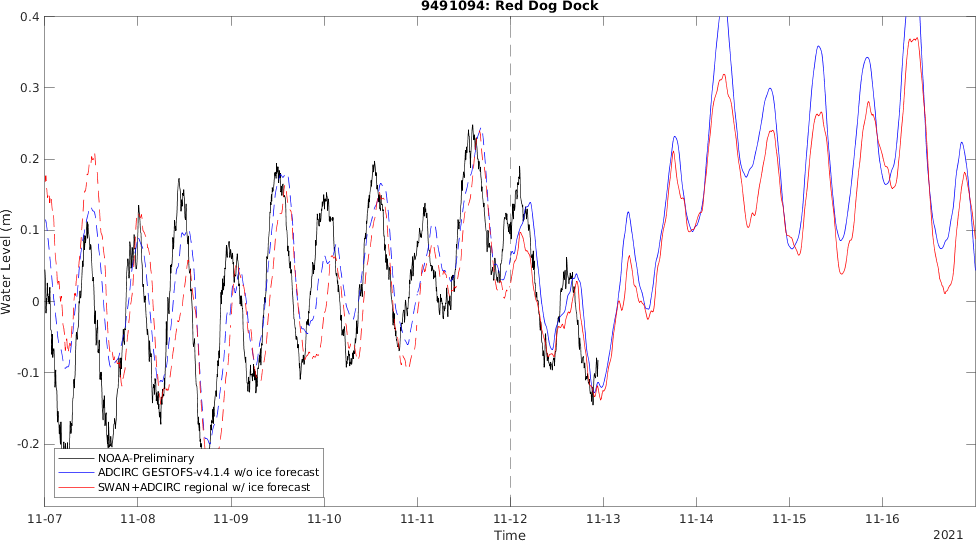 9491094: Red Dog Dock
0.4
0.3
0.2
0.1
0
-0.1
-0.2
Water Level (m)
NOAA-Preliminary
ADCIRC GESTOFS-v4.1.4 w/o ice forecast
SWAN+ADCIRC regional w/ ice forecast
11-07 11-08 11-09 11-10 11-11 11-12 11-13 11-14 11-15 11-16
Time
2021